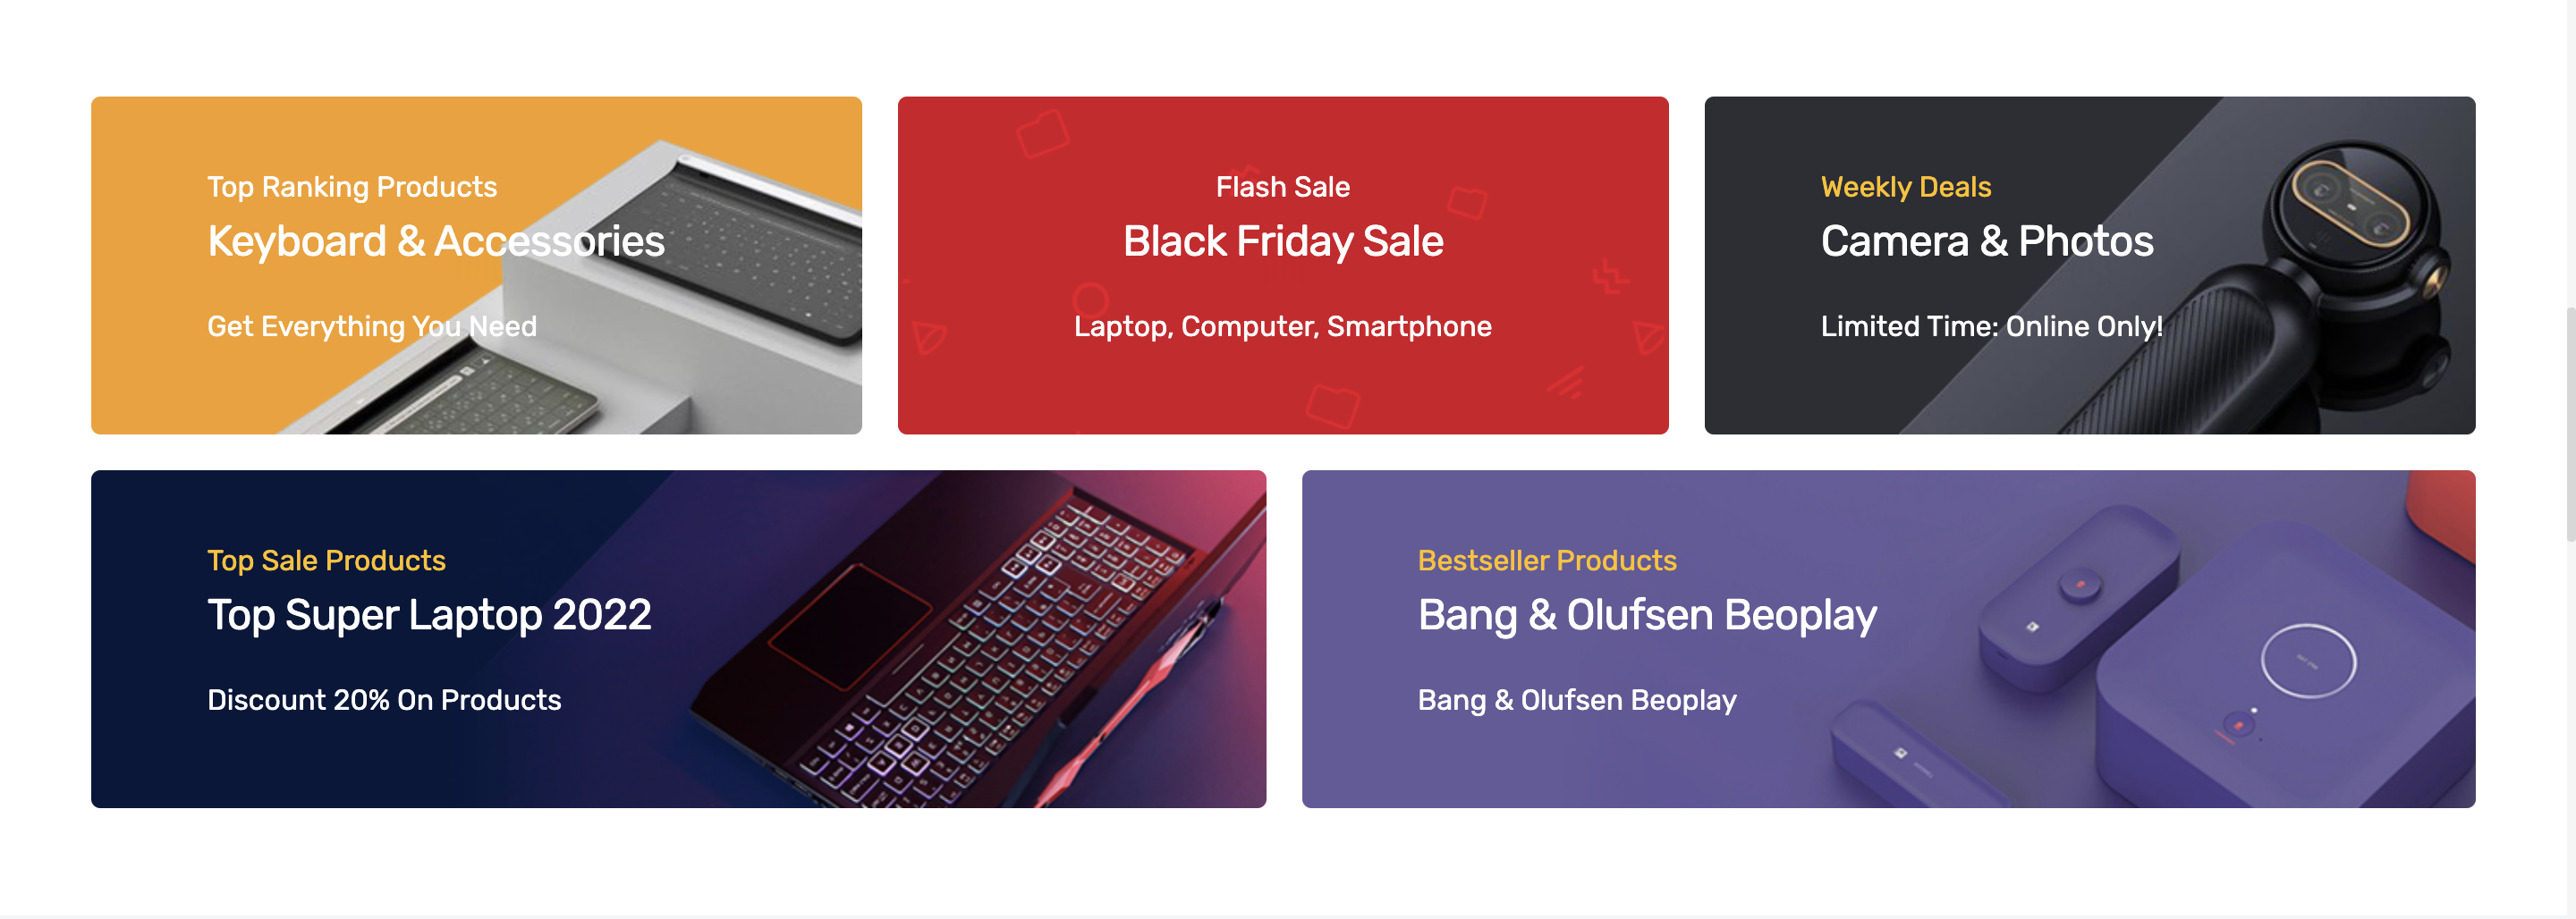 Top Ranking Products
Keyboard & Accessories
Get Everything You Need
Flash Sale
Black Friday Sale
Laptop, Computer, Smartphone
Weekly Deals
Camera & Photos
Limited Time: Online Only!
Top Sale Products
Top Super Laptop 2022
Discount 20% On Products
Bestseller Products
Bang & Olufsen Beoplay
Bang & Olufsen Beoplay